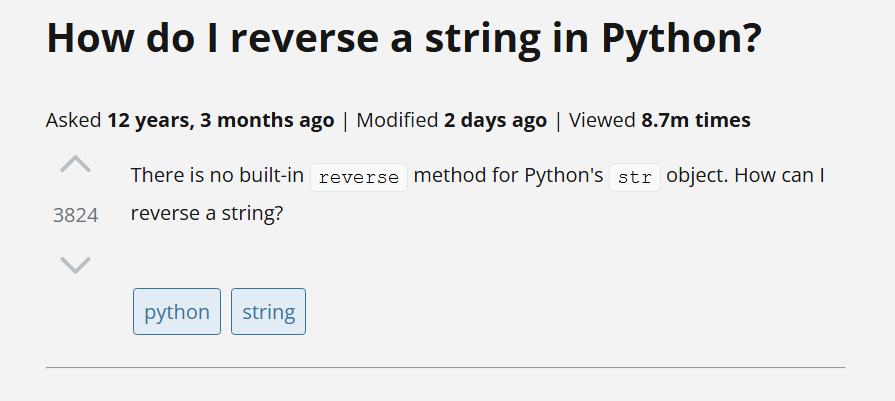 How do I reverse a string in Python?
Asked 12 years, 3 months ago | Modified 2 days ago | Viewed 8.7m times
There is no built-in reverse method for Python's str object. How can I
3824
reverse a string?
python
string